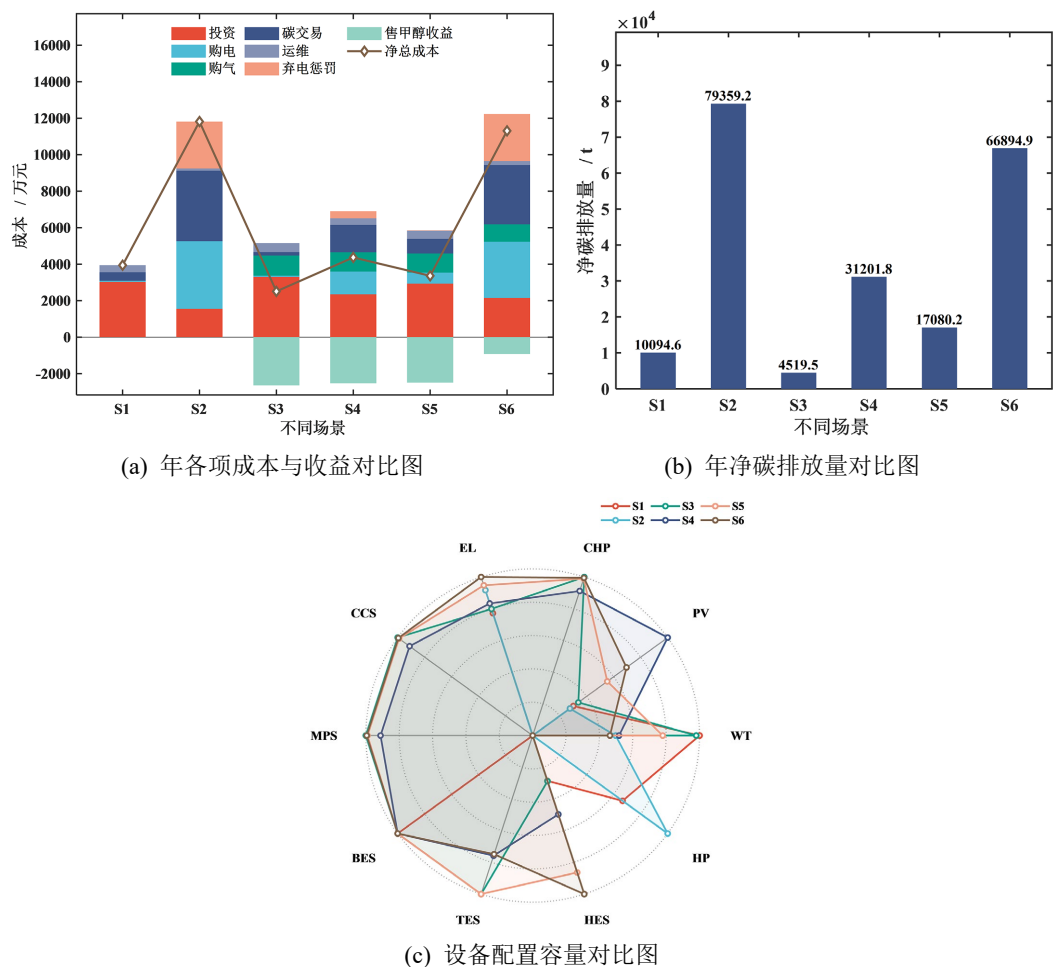 ×10⁴
投资 碳交易 售甲醇收益
购电 运维 净总成本
购气 弃电惩罚
16000
14000
12000
10000
8000
6000
4000
2000
0
-2000
成本 / 万元
S1 S2 S3 S4 S5 S6
不同场景
(a) 年各项成本与收益对比图
9
8
7
6
5
4
3
2
1
0
净碳排放量 / t
10094.6
79359.2
4519.5
31201.8
17080.2
66894.9
S1 S2 S3 S4 S5 S6
不同场景
(b) 年净碳排放量对比图
S1 S3 S5
S2 S4 S6
EL CHP
CCS PV
MPS WT
BES HP
TES HES
(c) 设备配置容量对比图